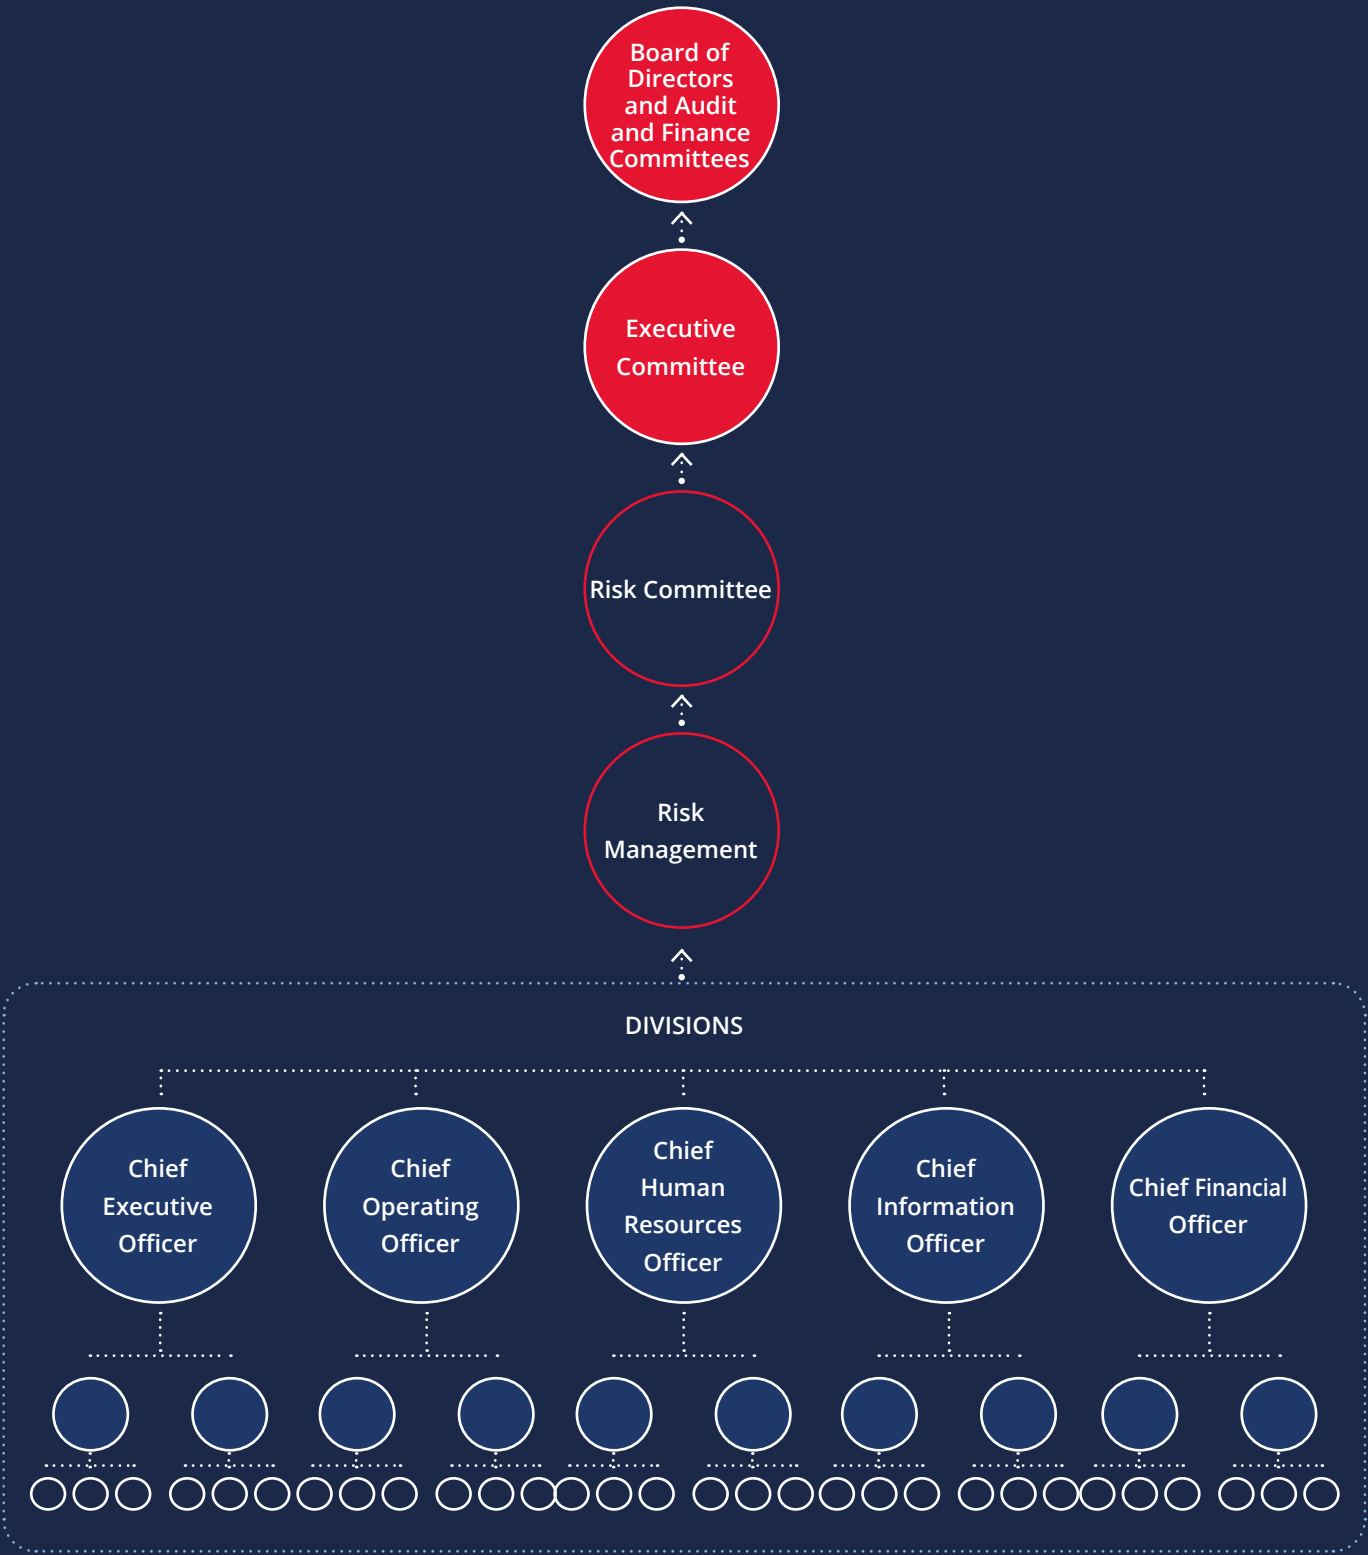 Board of
Directors
and Audit
and Finance
Committees
Executive
Committee
Risk Committee
Risk
Management
DIVISIONS
Chief
Executive
Officer
Chief
Operating
Officer
Chief
Human
Resources
Officer
Chief
Information
Officer
Chief Financial
Officer